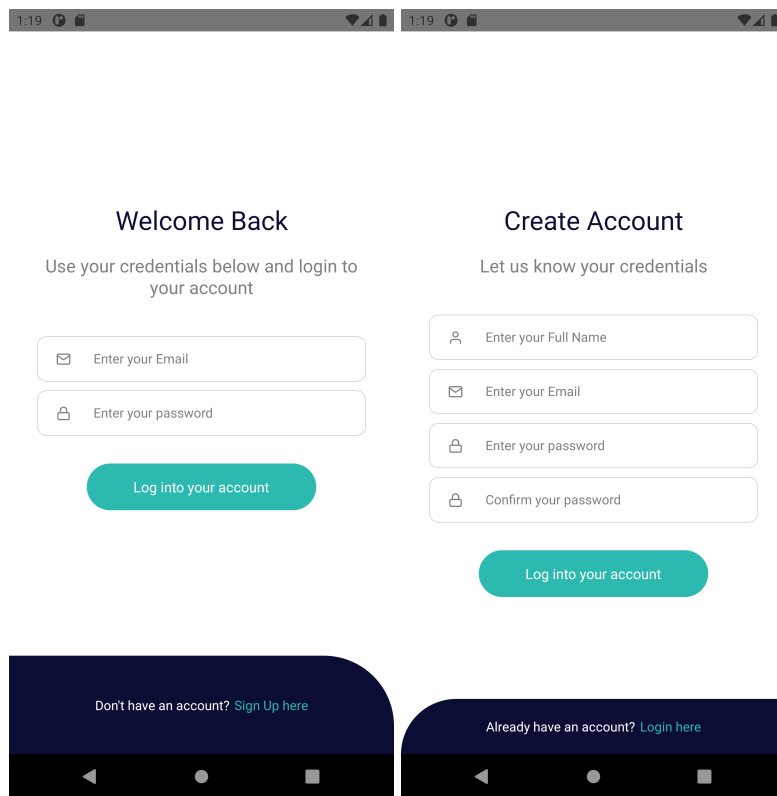 1:19
Welcome Back
Use your credentials below and login to
your account
Enter your Email
Enter your password
Log into your account
Don't have an account? Sign Up here
1:19
Create Account
Let us know your credentials
Enter your Full Name
Enter your Email
Enter your password
Confirm your password
Log into your account
Already have an account? Login here